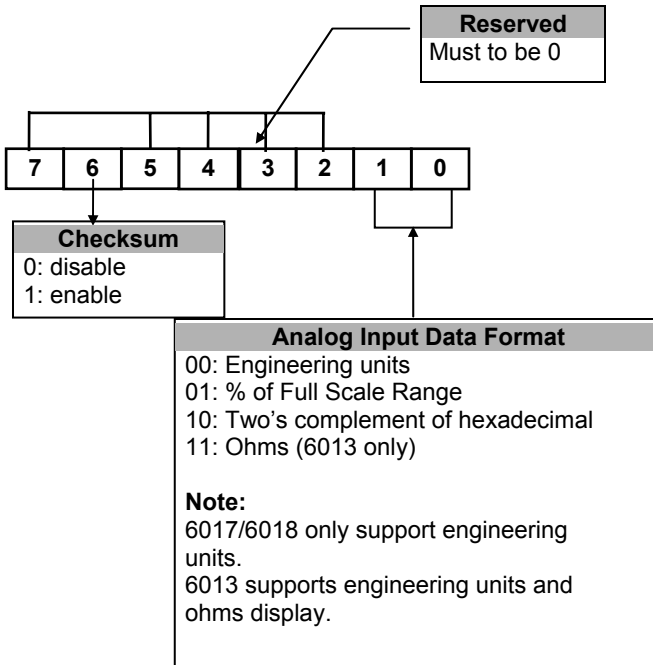 Reserved
Must to be 0
7 6 5 4 3 2 1 0
Checksum
0: disable
1: enable
Analog Input Data Format
00: Engineering units
01: % of Full Scale Range
10: Two’s complement of hexadecimal
11: Ohms (6013 only)
Note:
6017/6018 only support engineering
units.
6013 supports engineering units and
ohms display.